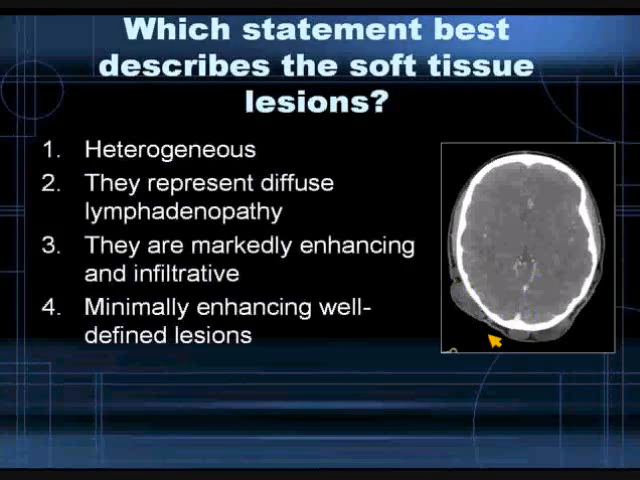 Which statement best
describes the soft tissue
lesions?
1. Heterogeneous
2. They represent diffuse
lymphadenopathy
3. They are markedly enhancing
and infiltrative
4. Minimally enhancing well-
defined lesions